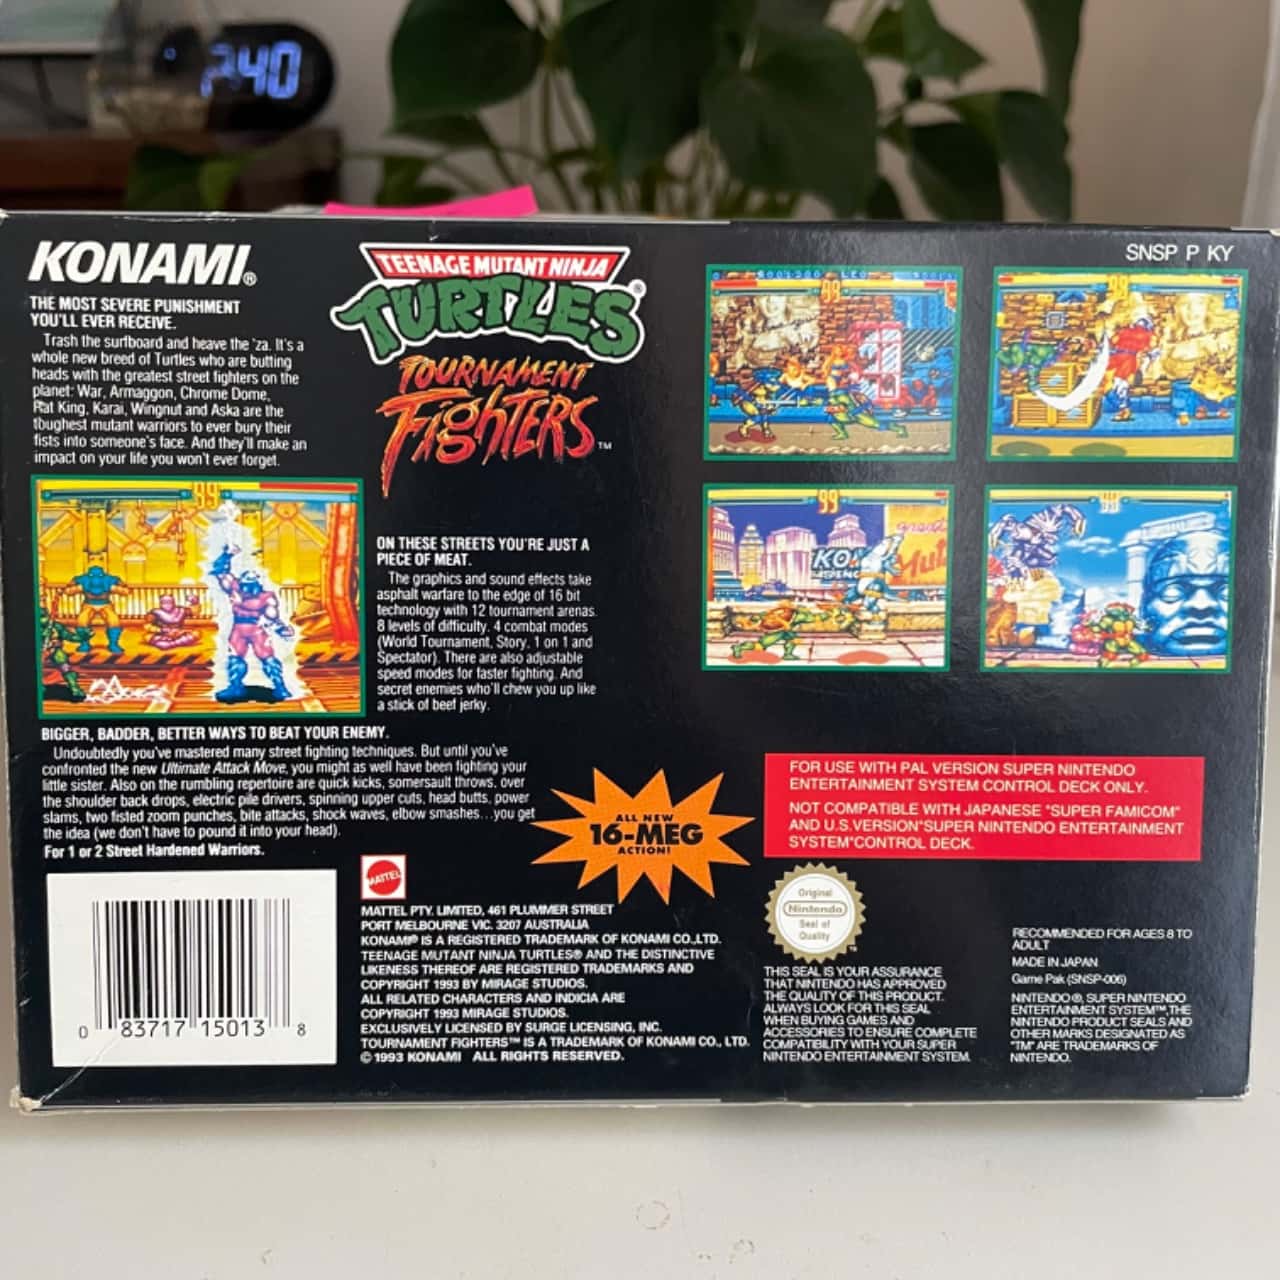 2:40
KONAMI®
THE MOST SEVERE PUNISHMENT
YOU'LL EVER RECEIVE.
Trash the surfboard and heave the 'za. It's a
whole new breed of Turtles who are butting
heads with the greatest street fighters on the
planet: War, Armaggon, Chrome Dome,
Rat King, Karai, Wingnut and Aska are the
toughest mutant warriors to ever bury their
fists into someone's face. And they'll make an
impact on your life you won't ever forget.
TEENAGE MUTANT NINJA
TURTLES®
TOURNAMENT
FIGHTERS™
SNSP P KY
99
99
99
99
KO
great
Mut
ON THESE STREETS YOU'RE JUST A
PIECE OF MEAT.
The graphics and sound effects take
asphalt warfare to the edge of 16 bit
technology with 12 tournament arenas.
8 levels of difficulty. 4 combat modes
(World Tournament, Story, 1 on 1 and
Spectator). There are also adjustable
speed modes for faster fighting. And
secret enemies who'll chew you up like
a stick of beef jerky.
BIGGER, BADDER, BETTER WAYS TO BEAT YOUR ENEMY.
Undoubtedly you've mastered many street fighting techniques. But until you've
confronted the new Ultimate Attack Move, you might as well have been fighting your
little sister. Also on the rumbling repertoire are quick kicks, somersault throws, over
the shoulder back drops, electric pile drivers, spinning upper cuts, head butts, power
slams, two fisted zoom punches, bite attacks, shock waves, elbow smashes...you get
the idea (we don't have to pound it into your head).
For 1 or 2 Street Hardened Warriors.
ALL NEW
16-MEG
ACTION!
FOR USE WITH PAL VERSION SUPER NINTENDO
ENTERTAINMENT SYSTEM CONTROL DECK ONLY.
NOT COMPATIBLE WITH JAPANESE "SUPER FAMICOM"
AND U.S.VERSION"SUPER NINTENDO ENTERTAINMENT
SYSTEM"CONTROL DECK.
0 83717 15013 8
MATTEL
MATTEL PTY. LIMITED, 461 PLUMMER STREET
PORT MELBOURNE VIC. 3207 AUSTRALIA
KONAMI® IS A REGISTERED TRADEMARK OF KONAMI CO.,LTD.
TEENAGE MUTANT NINJA TURTLES® AND THE DISTINCTIVE
LIKENESS THEREOF ARE REGISTERED TRADEMARKS AND
COPYRIGHT 1993 BY MIRAGE STUDIOS.
ALL RELATED CHARACTERS AND INDICIA ARE
COPYRIGHT 1993 MIRAGE STUDIOS.
EXCLUSIVELY LICENSED BY SURGE LICENSING, INC.
TOURNAMENT FIGHTERS™ IS A TRADEMARK OF KONAMI CO., LTD.
© 1993 KONAMI ALL RIGHTS RESERVED.
Original
Nintendo
Seal of
Quality
THIS SEAL IS YOUR ASSURANCE
THAT NINTENDO HAS APPROVED
THE QUALITY OF THIS PRODUCT.
ALWAYS LOOK FOR THIS SEAL
WHEN BUYING GAMES AND
ACCESSORIES TO ENSURE COMPLETE
COMPATIBILITY WITH YOUR SUPER
NINTENDO ENTERTAINMENT SYSTEM.
RECOMMENDED FOR AGES 8 TO
ADULT
MADE IN JAPAN
Game Pak (SNSP-006)
NINTENDO®, SUPER NINTENDO
ENTERTAINMENT SYSTEM™,THE
NINTENDO PRODUCT SEALS AND
OTHER MARKS DESIGNATED AS
"TM" ARE TRADEMARKS OF
NINTENDO.